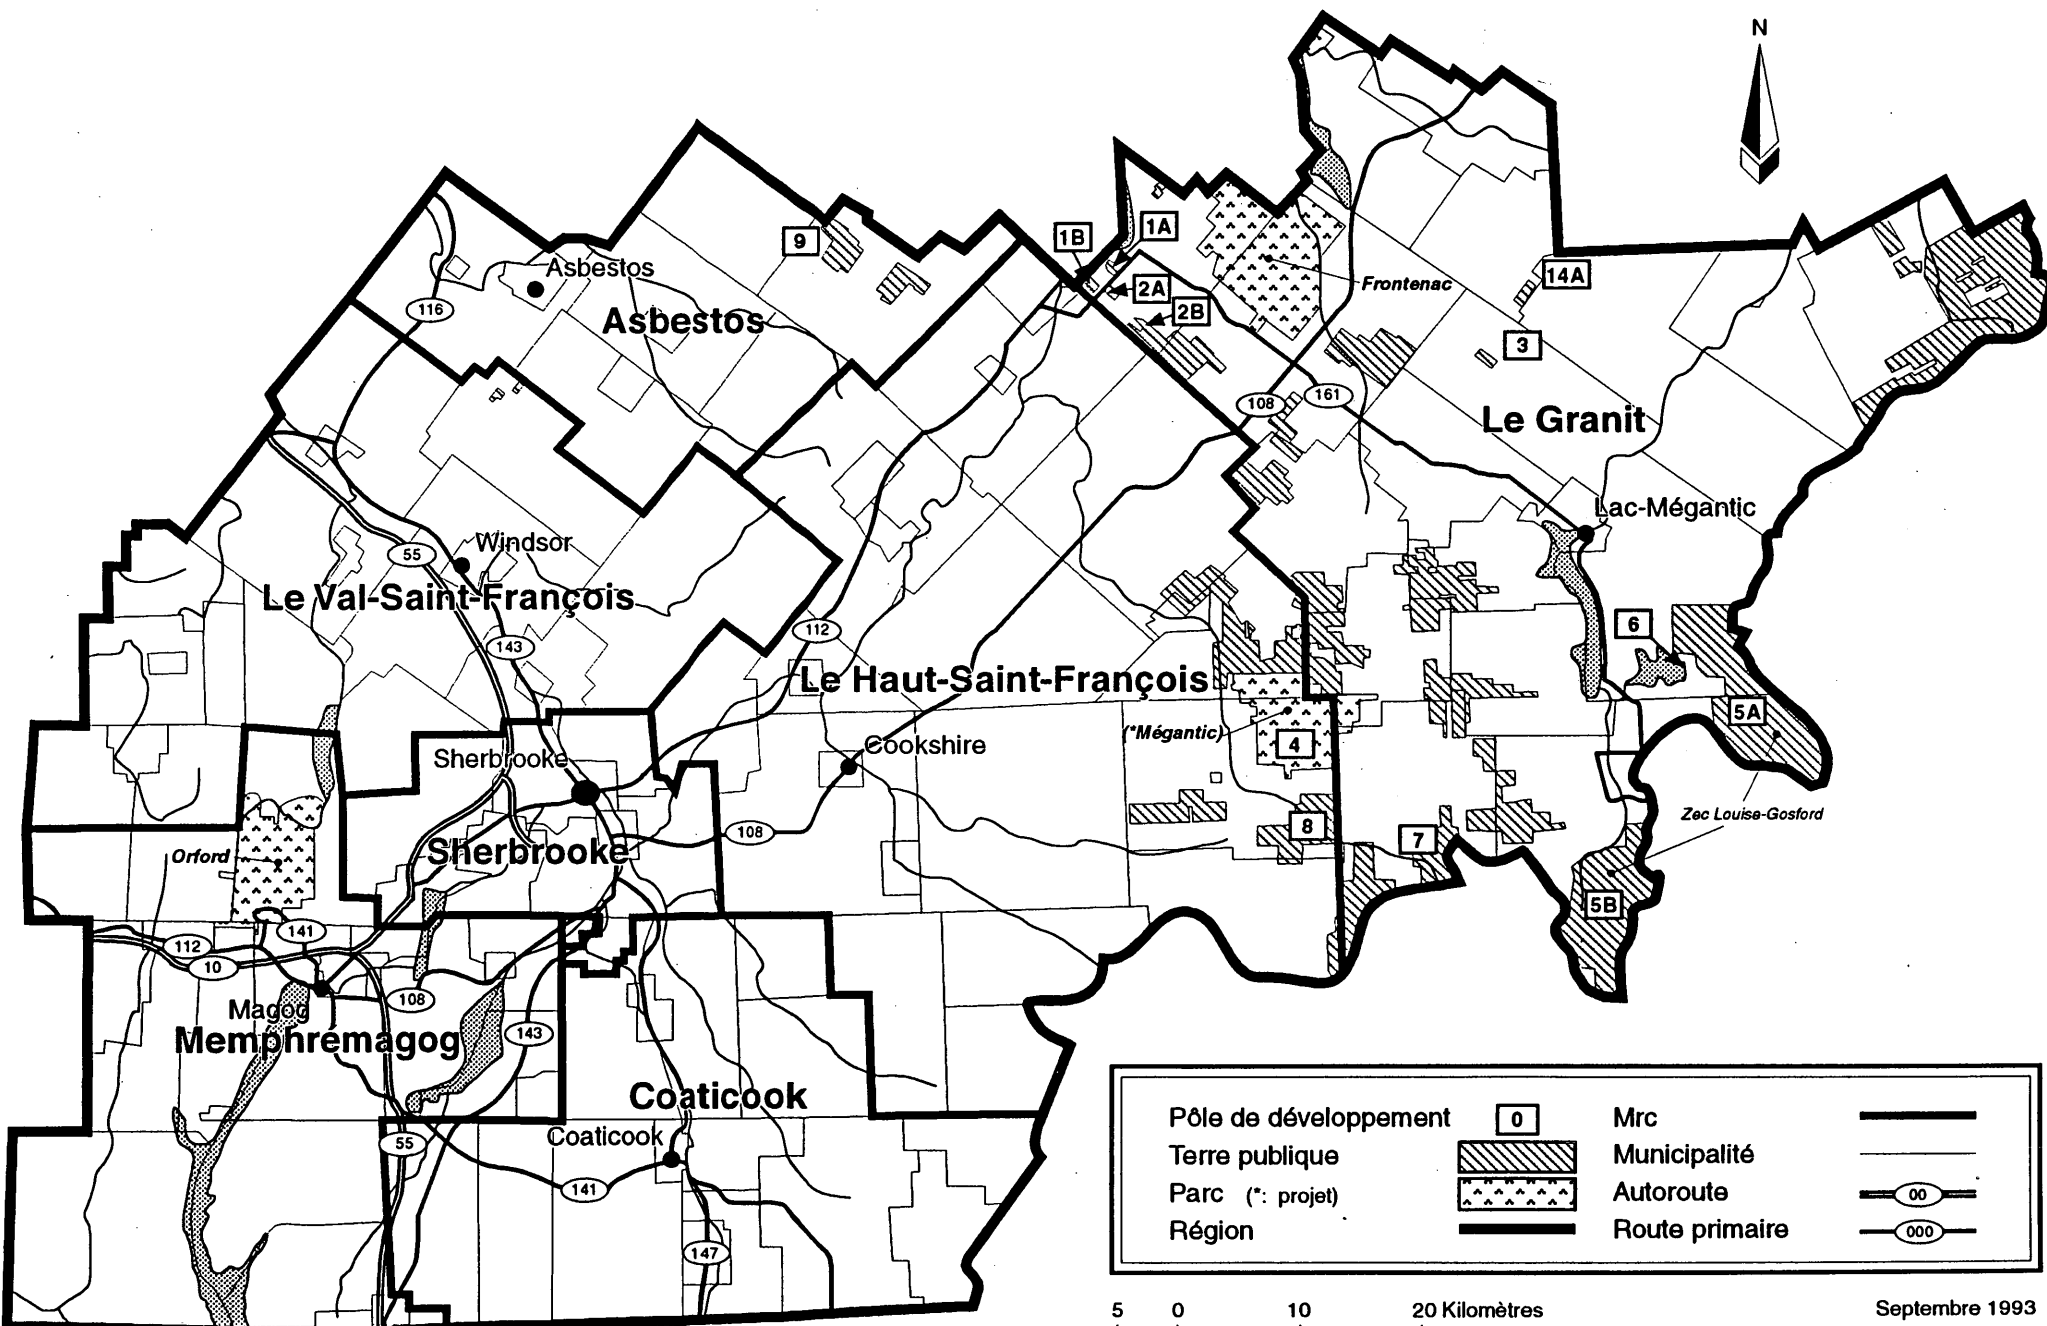 N
1B
1A
9
Asbestos
14A
2A
Frontenac
116
2B
Asbestos
3
108
161
Le Granit
Lac-Mégantic
Windsor
55
Le Val-Saint-François
112
6
143
Le Haut-Saint-François
5A
(*Mégantic)
4
Cookshire
Sherbrooke
Zec Louise-Gosford
8
108
7
Sherbrooke
Orford
5B
141
112
10
108
Magog
143
Memphrémagog
Coaticook
Coaticook
55
141
147
Pôle de développement 0 Mrc
Terre publique Municipalité
Parc (*: projet) Autoroute 00
Région Route primaire 000
5 0 10 20 Kilomètres
Septembre 1993